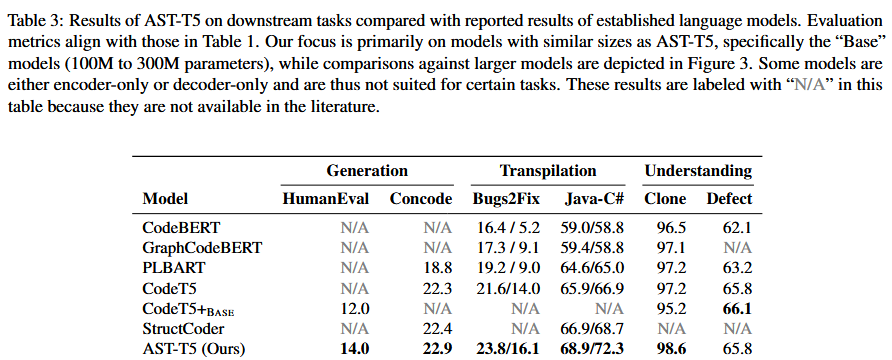 Table 3: Results of AST-T5 on downstream tasks compared with reported results of established language models. Evaluation
metrics align with those in Table 1. Our focus is primarily on models with similar sizes as AST-T5, specifically the “Base”
models (100M to 300M parameters), while comparisons against larger models are depicted in Figure 3. Some models are
either encoder-only or decoder-only and are thus not suited for certain tasks. These results are labeled with “N/A” in this
table because they are not available in the literature.
Generation Transpilation Understanding
Model HumanEval Concode Bugs2Fix Java-C# Clone Defect
CodeBERT N/A N/A 16.4 / 5.2 59.0/58.8 96.5 62.1
GraphCodeBERT N/A N/A 17.3 / 9.1 59.4/58.8 97.1 N/A
PLBART N/A 18.8 19.2 / 9.0 64.6/65.0 97.2 63.2
CodeT5 N/A 22.3 21.6/14.0 65.9/66.9 97.2 65.8
CodeT5+BASE 12.0 N/A N/A N/A 95.2 66.1
StructCoder N/A 22.4 N/A 66.9/68.7 N/A N/A
AST-T5 (Ours) 14.0 22.9 23.8/16.1 68.9/72.3 98.6 65.8